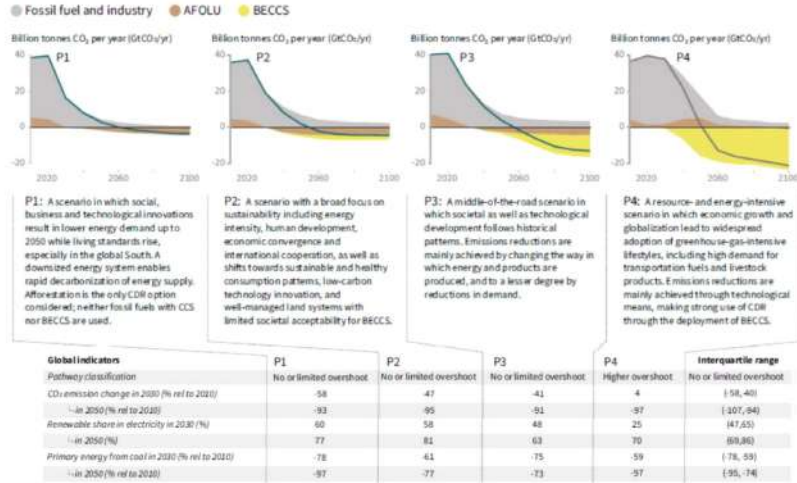 Fossil fuel and industry AFOLU BECCS
Billion tonnes CO₂ per year (GtCO₂/yr)
P1
40
20
0
-20
2020 2060 2100
Billion tonnes CO₂ per year (GtCO₂/yr)
P2
40
20
0
-20
2020 2060 2100
Billion tonnes CO₂ per year (GtCO₂/yr)
P3
40
20
0
-20
2020 2060 2100
Billion tonnes CO₂ per year (GtCO₂/yr)
P4
40
20
0
-20
2020 2060 2100
P1: A scenario in which social,
business and technological innovations
result in lower energy demand up to
2050 while living standards rise,
especially in the global South. A
downsized energy system enables
rapid decarbonization of energy supply.
Afforestation is the only CDR option
considered; neither fossil fuels with CCS
nor BECCS are used.
P2: A scenario with a broad focus on
sustainability including energy
intensity, human development,
economic convergence and
international cooperation, as well as
shifts towards sustainable and healthy
consumption patterns, low-carbon
technology innovation, and
well-managed land systems with
limited societal acceptability for BECCS.
P3: A middle-of-the-road scenario in
which societal as well as technological
development follows historical
patterns. Emissions reductions are
mainly achieved by changing the way in
which energy and products are
produced, and to a lesser degree by
reductions in demand.
P4: A resource- and energy-intensive
scenario in which economic growth and
globalization lead to widespread
adoption of greenhouse-gas-intensive
lifestyles, including high demand for
transportation fuels and livestock
products. Emissions reductions are
mainly achieved through technological
means, making strong use of CDR
through the deployment of BECCS.
Global indicators P1 P2 P3 P4 Interquartile range
Pathway classification No or limited overshoot No or limited overshoot No or limited overshoot Higher overshoot No or limited overshoot
CO₂ emission change in 2030 (% rel to 2010) -58 -47 -41 4 (-58,-40)
in 2050 (% rel to 2010) -93 -95 -91 -97 (-107,-94)
Renewable share in electricity in 2030 (%) 60 58 48 25 (47,65)
in 2050 (%) 77 81 63 70 (69,86)
Primary energy from coal in 2030 (% rel to 2010) -78 -61 -75 -59 (-78, -59)
in 2050 (% rel to 2010) -97 -77 -73 -97 (-95, -74)